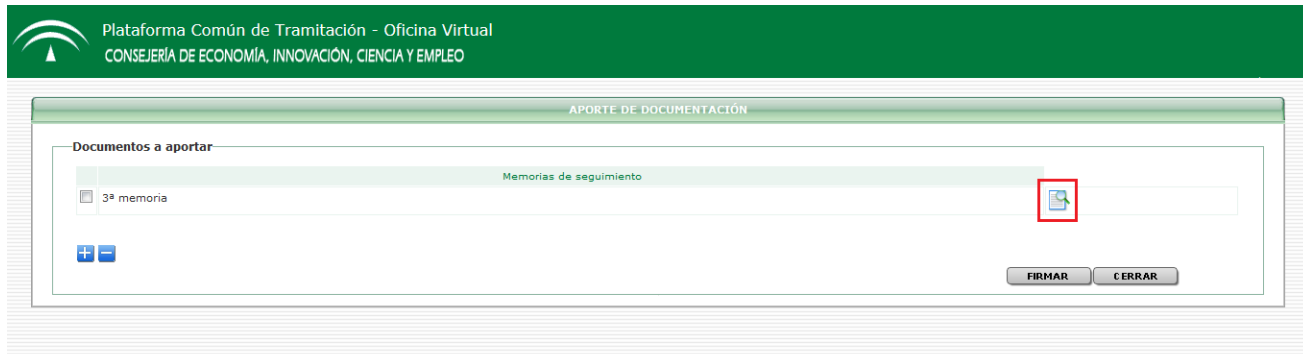 Plataforma Común de Tramitación - Oficina Virtual
CONSEJERÍA DE ECONOMÍA, INNOVACIÓN, CIENCIA Y EMPLEO
APORTE DE DOCUMENTACIÓN
Documentos a aportar
Memorias de seguimiento
3ª memoria
FIRMAR CERRAR